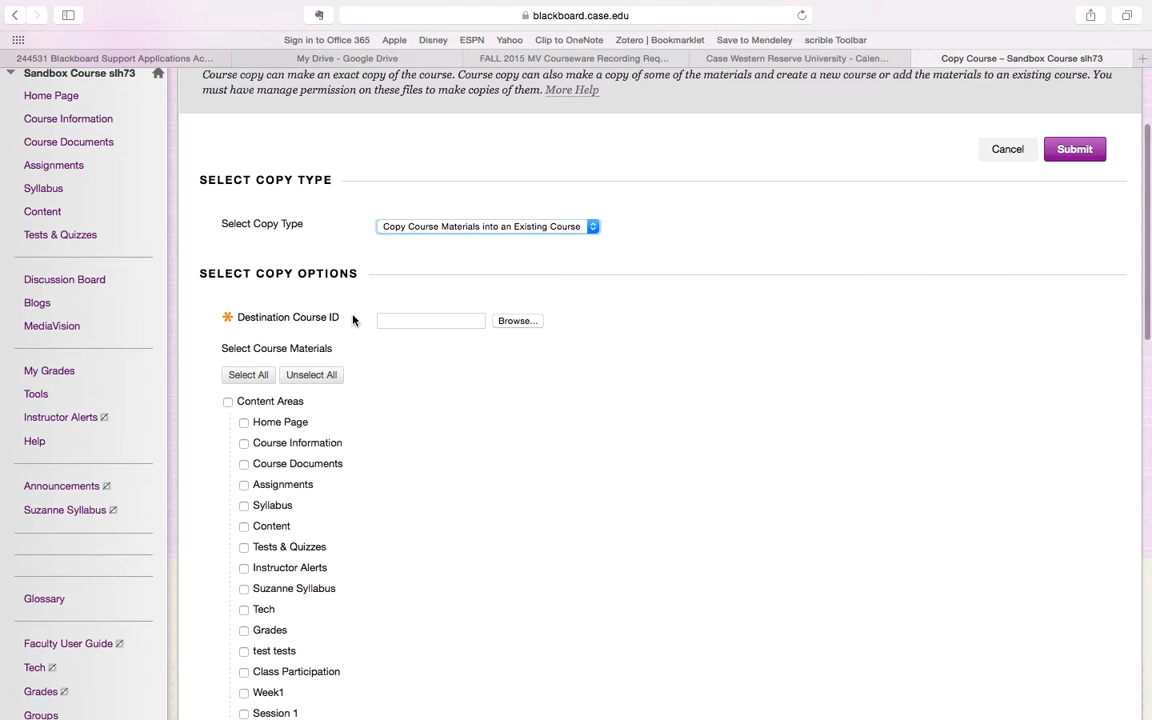 blackboard.case.edu
Sign in to Office 365 Apple Disney ESPN Yahoo Clip to OneNote Zotero | Bookmarklet Save to Mendeley scrible Toolbar
244531 Blackboard Support Applications Ac... My Drive - Google Drive FALL 2015 MV Courseware Recording Req... Case Western Reserve University - Calen... Copy Course – Sandbox Course slh73
Sandbox Course slh73
Home Page
Course Information
Course Documents
Assignments
Syllabus
Content
Tests & Quizzes
Discussion Board
Blogs
MediaVision
My Grades
Tools
Instructor Alerts
Help
Announcements
Suzanne Syllabus
Glossary
Faculty User Guide
Tech
Grades
Groups
Course copy can make an exact copy of the course. Course copy can also make a copy of some of the materials and create a new course or add the materials to an existing course. You
must have manage permission on these files to make copies of them. More Help
Cancel Submit
SELECT COPY TYPE
Select Copy Type Copy Course Materials into an Existing Course
SELECT COPY OPTIONS
Destination Course ID Browse...
Select Course Materials
Select All Unselect All
Content Areas
Home Page
Course Information
Course Documents
Assignments
Syllabus
Content
Tests & Quizzes
Instructor Alerts
Suzanne Syllabus
Tech
Grades
test tests
Class Participation
Week1
Session 1